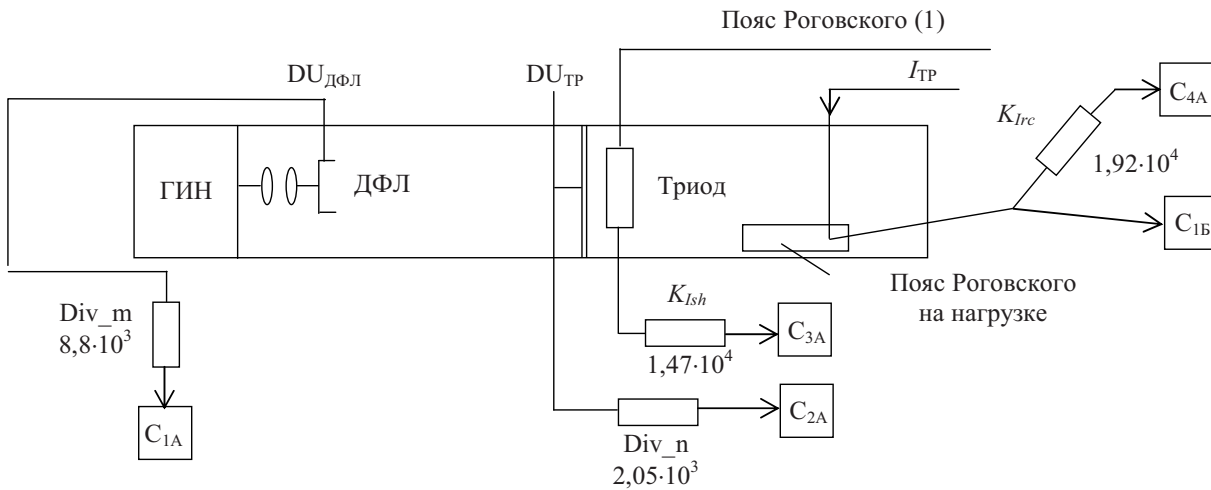 Пояс Роговского (1)
DU_ДФЛ
DU_ТР
I_ТР
C_4А
K_Irc
1,92·10^4
ГИН
ДФЛ
Триод
C_1Б
Пояс Роговского
на нагрузке
K_Ish
C_3А
1,47·10^4
Div_m
8,8·10^3
C_1А
C_2А
Div_n
2,05·10^3